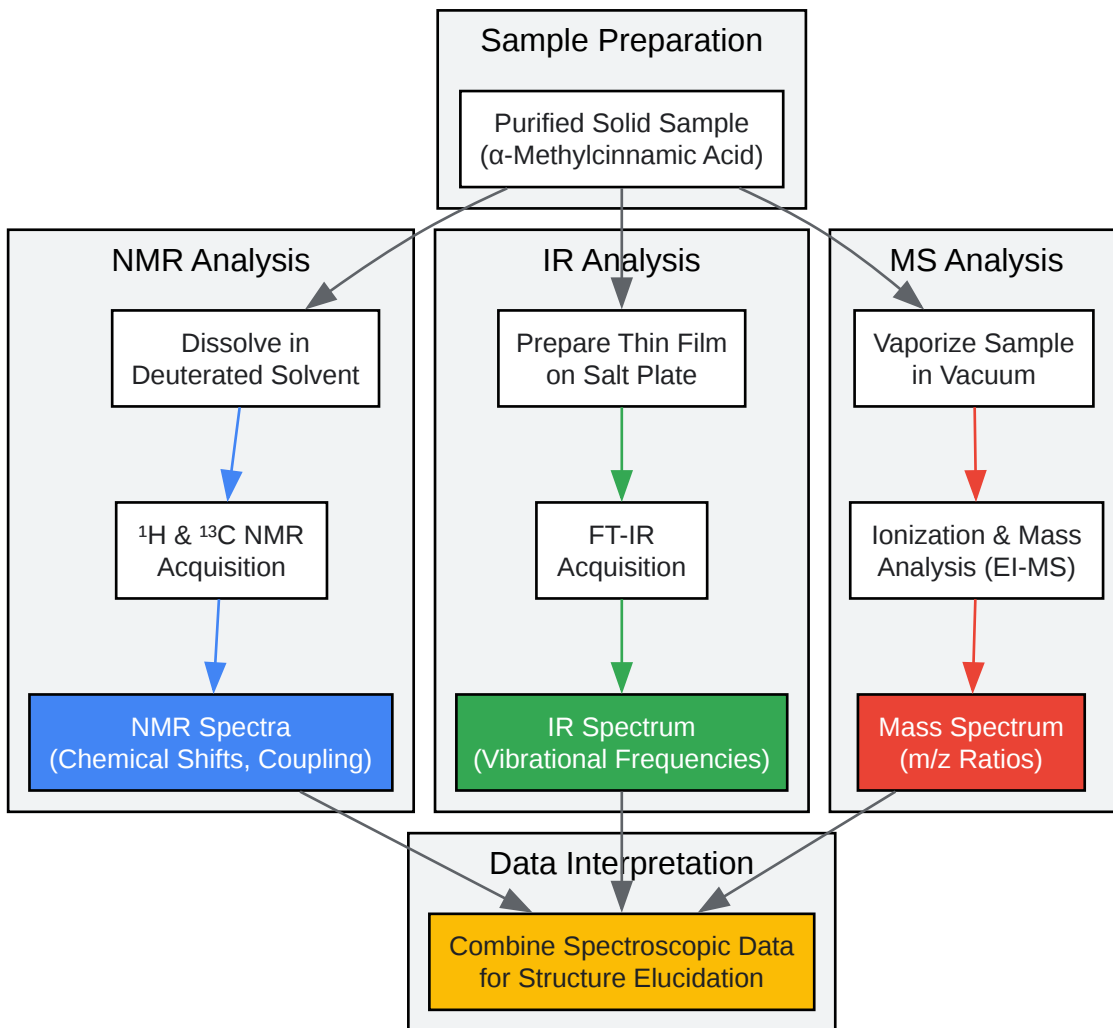 Sample Preparation
Purified Solid Sample
(α-Methylcinnamic Acid)
NMR Analysis
Dissolve in
Deuterated Solvent
¹H & ¹³C NMR
Acquisition
NMR Spectra
(Chemical Shifts, Coupling)
IR Analysis
Prepare Thin Film
on Salt Plate
FT-IR
Acquisition
IR Spectrum
(Vibrational Frequencies)
MS Analysis
Vaporize Sample
in Vacuum
Ionization & Mass
Analysis (EI-MS)
Mass Spectrum
(m/z Ratios)
Data Interpretation
Combine Spectroscopic Data
for Structure Elucidation